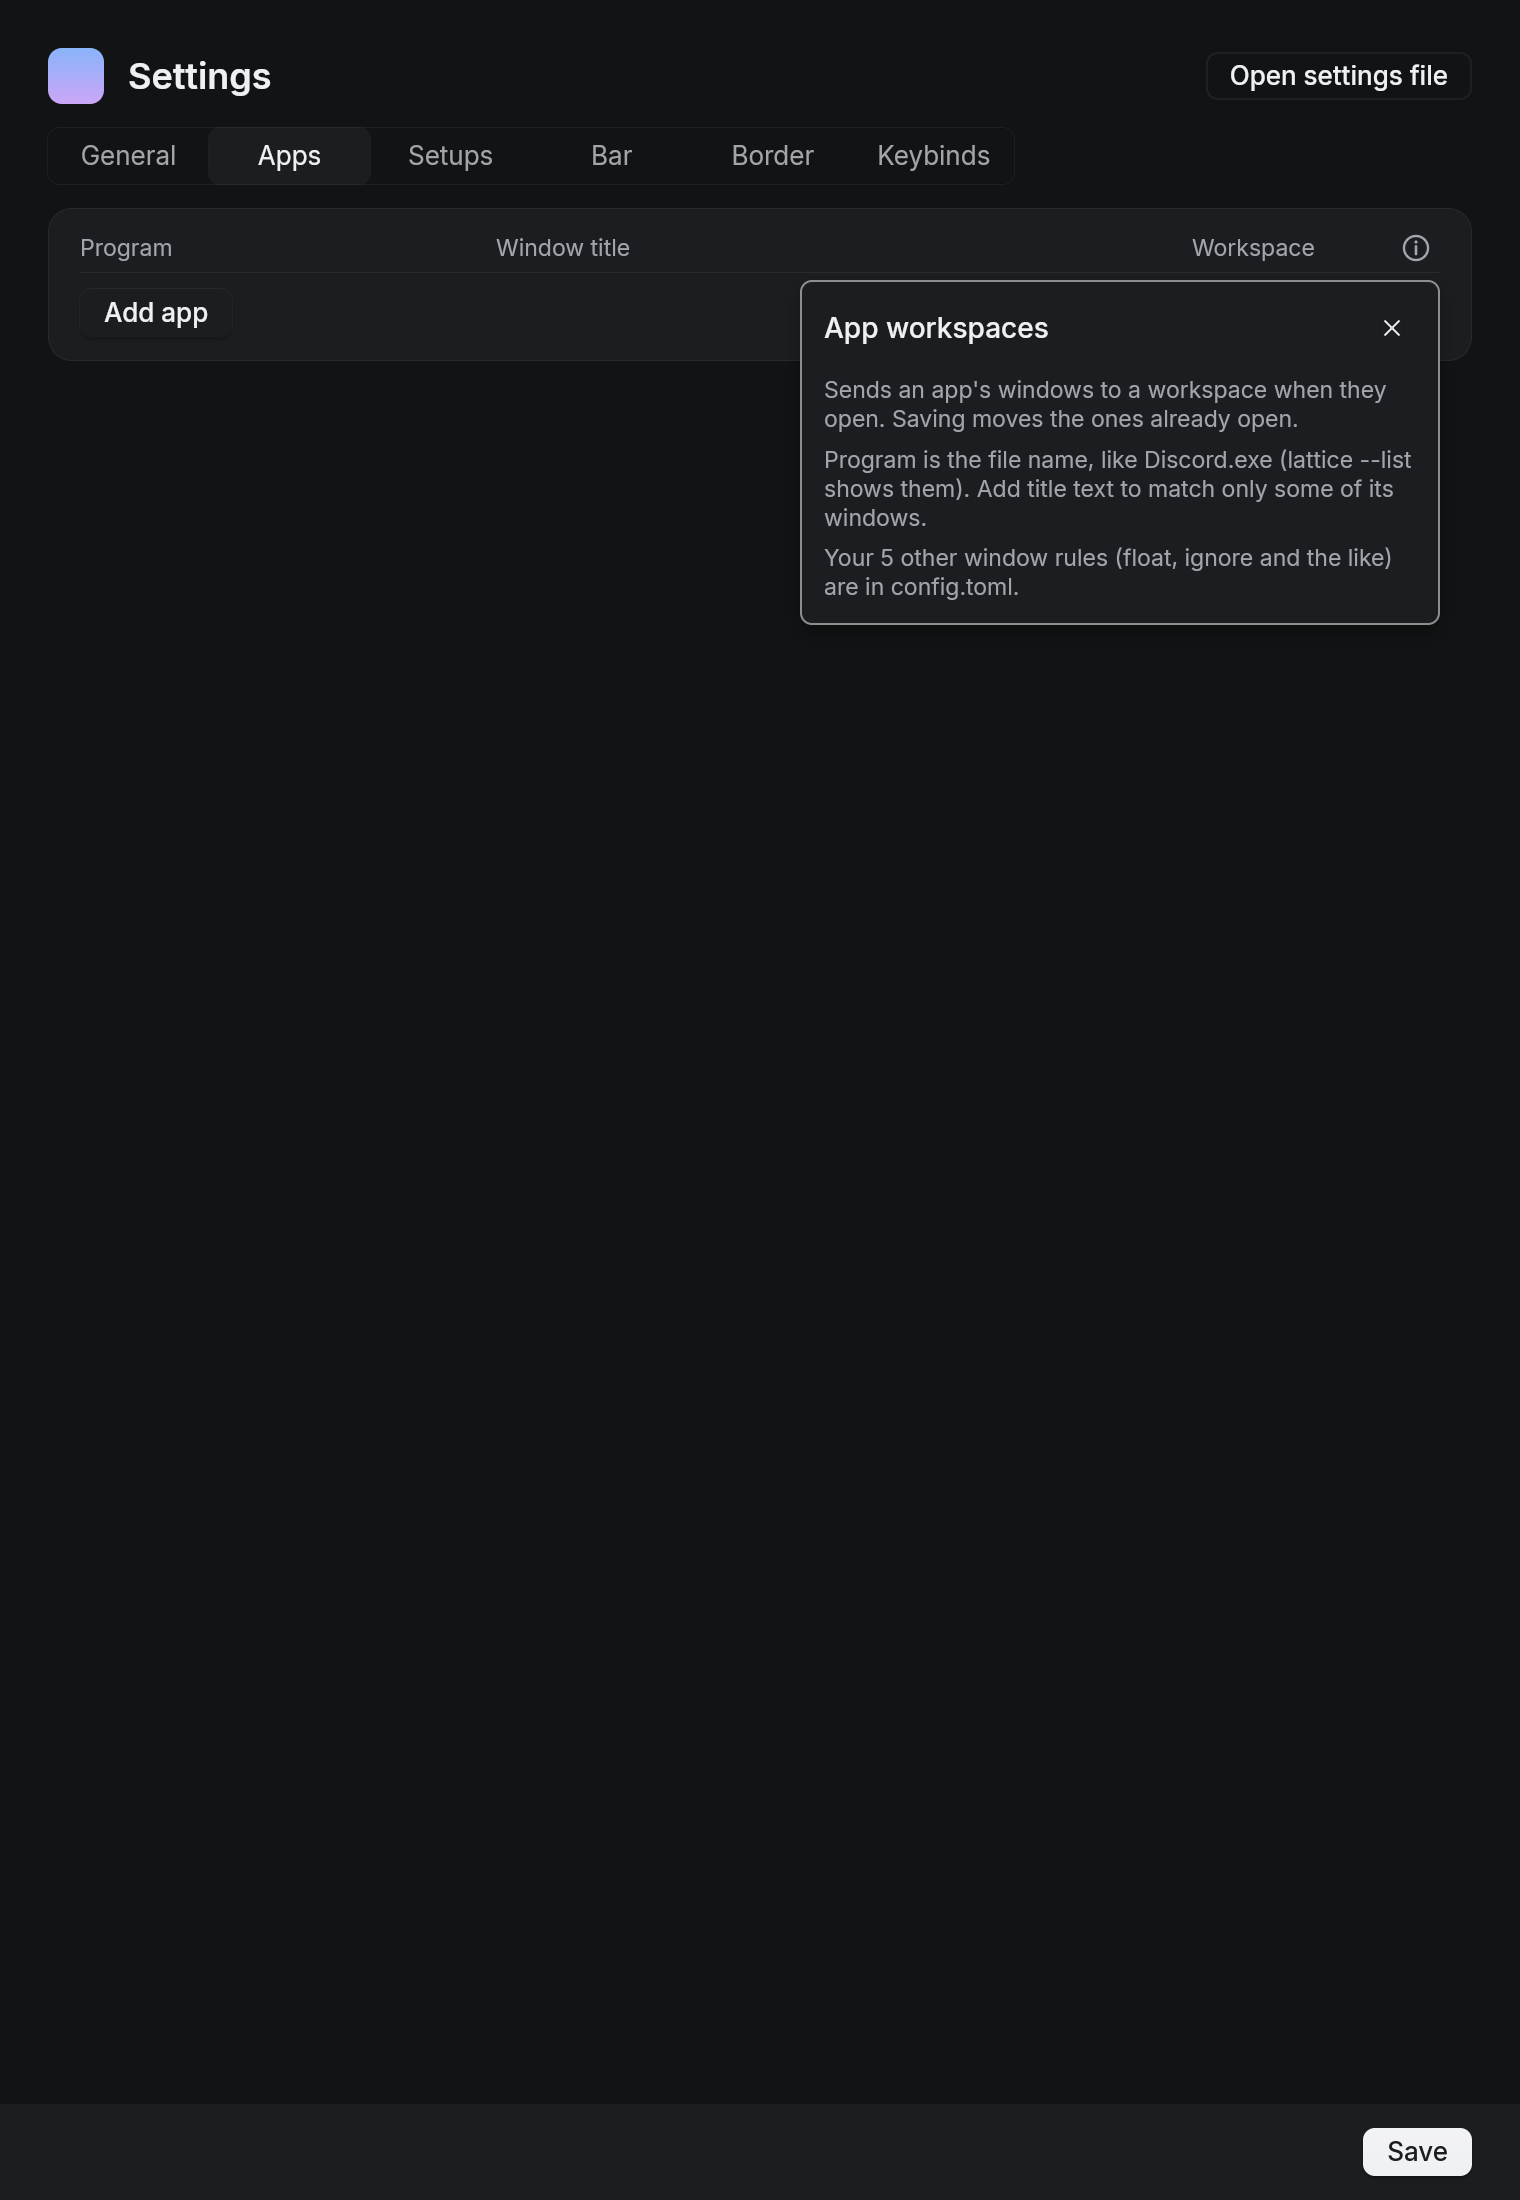 Settings
Open settings file
General
Apps
Setups
Bar
Border
Keybinds
Program
Window title
Workspace
Add app
App workspaces
Sends an app's windows to a workspace when they
open. Saving moves the ones already open.
Program is the file name, like Discord.exe (lattice --list
shows them). Add title text to match only some of its
windows.
Your 5 other window rules (float, ignore and the like)
are in config.toml.
Save